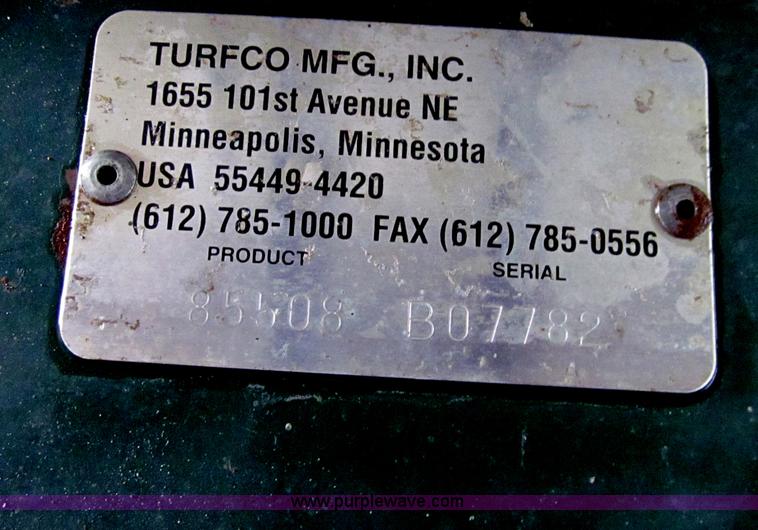 TURFCO MFG., INC.
1655 101st Avenue NE
Minneapolis, Minnesota
USA 55449-4420
(612) 785-1000 FAX (612) 785-0556
PRODUCT SERIAL
85508 B07782
www.purplewave.com